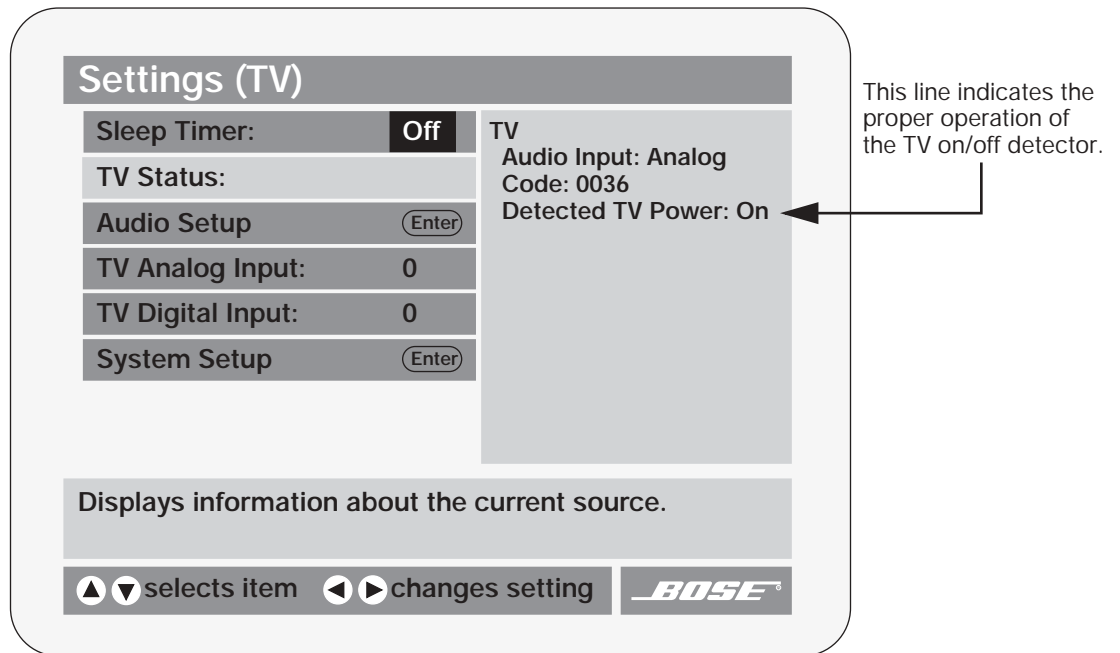 Settings (TV)
Sleep Timer: Off
TV Status:
Audio Setup Enter
TV Analog Input: 0
TV Digital Input: 0
System Setup Enter
TV
Audio Input: Analog
Code: 0036
Detected TV Power: On
This line indicates the
proper operation of
the TV on/off detector.
Displays information about the current source.
selects item changes setting
BOSE®